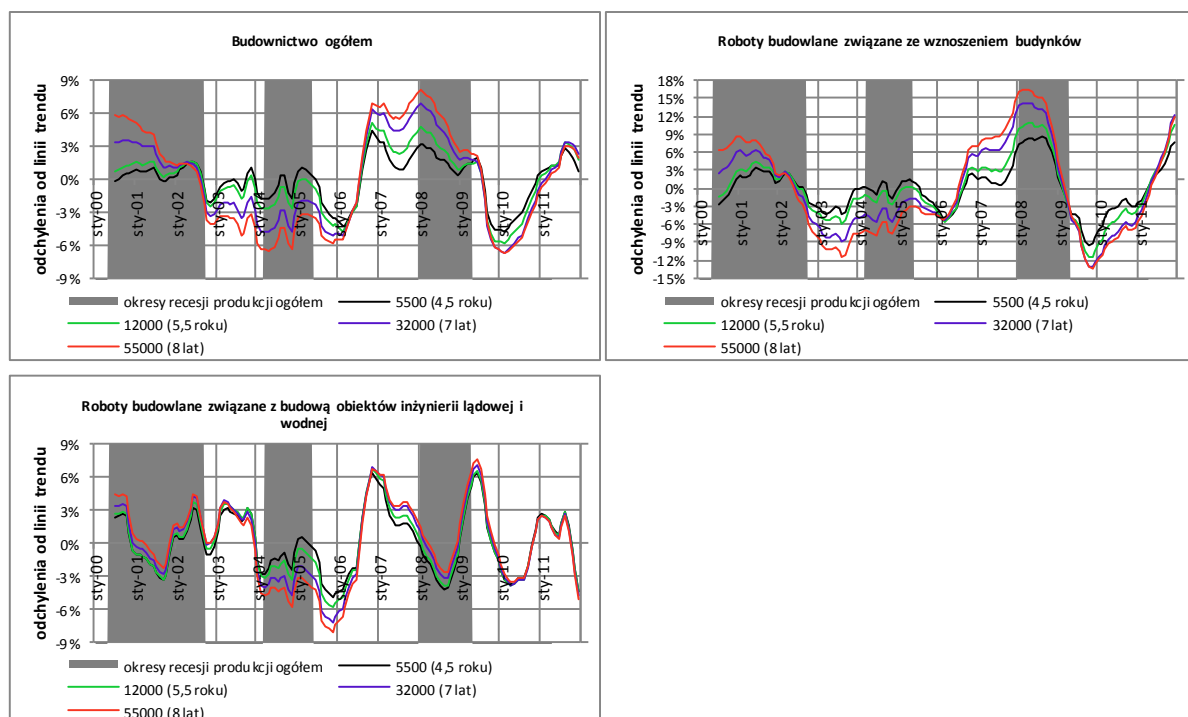 Budownictwo ogółem
odchylenia od linii trendu
9%
6%
3%
0%
-3%
-6%
-9%
sty-00
sty-01
sty-02
sty-03
sty-04
sty-05
sty-06
sty-07
sty-08
sty-09
sty-10
sty-11
okresy recesji produkcji ogółem
5500 (4,5 roku)
12000 (5,5 roku)
32000 (7 lat)
55000 (8 lat)
Roboty budowlane związane ze wznoszeniem budynków
odchylenia od linii trendu
18%
15%
12%
9%
6%
3%
0%
-3%
-6%
-9%
-12%
-15%
sty-00
sty-01
sty-02
sty-03
sty-04
sty-05
sty-06
sty-07
sty-08
sty-09
sty-10
sty-11
okresy recesji produkcji ogółem
5500 (4,5 roku)
12000 (5,5 roku)
32000 (7 lat)
55000 (8 lat)
Roboty budowlane związane z budową obiektów inżynierii lądowej i
wodnej
odchylenia od linii trendu
9%
6%
3%
0%
-3%
-6%
-9%
sty-00
sty-01
sty-02
sty-03
sty-04
sty-05
sty-06
sty-07
sty-08
sty-09
sty-10
sty-11
okresy recesji produkcji ogółem
5500 (4,5 roku)
12000 (5,5 roku)
32000 (7 lat)
55000 (8 lat)